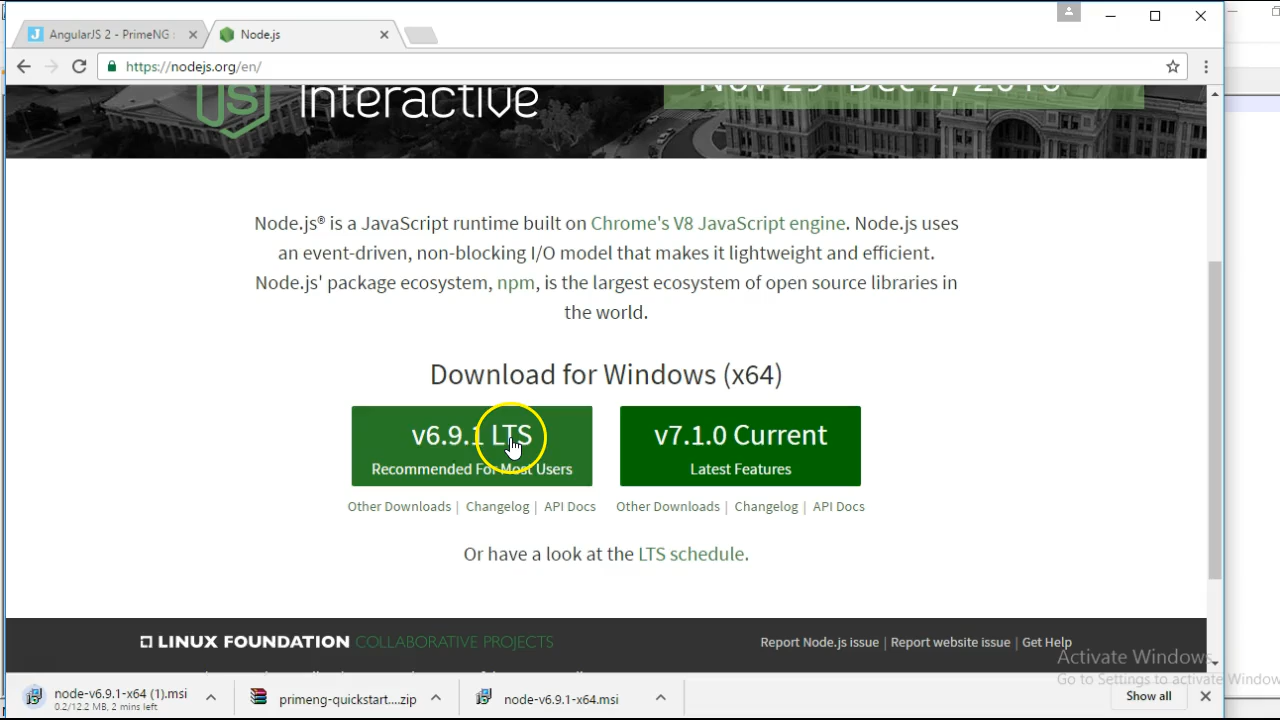 AngularJS 2 - PrimeNG
Node.js
https://nodejs.org/en/
Interactive
Nov 29 Dec 2, 2016
Node.js® is a JavaScript runtime built on Chrome's V8 JavaScript engine. Node.js uses
an event-driven, non-blocking I/O model that makes it lightweight and efficient.
Node.js' package ecosystem, npm, is the largest ecosystem of open source libraries in
the world.
Download for Windows (x64)
v6.9.1 LTS
Recommended For Most Users
v7.1.0 Current
Latest Features
Other Downloads | Changelog | API Docs
Other Downloads | Changelog | API Docs
Or have a look at the LTS schedule.
LINUX FOUNDATION COLLABORATIVE PROJECTS
Report Node.js issue | Report website issue | Get Help
Activate Windows
Go to Settings to activate Window
node-v6.9.1-x64 (1).msi
0.2/12.2 MB, 2 mins left
primeng-quickstart....zip
node-v6.9.1-x64.msi
Show all